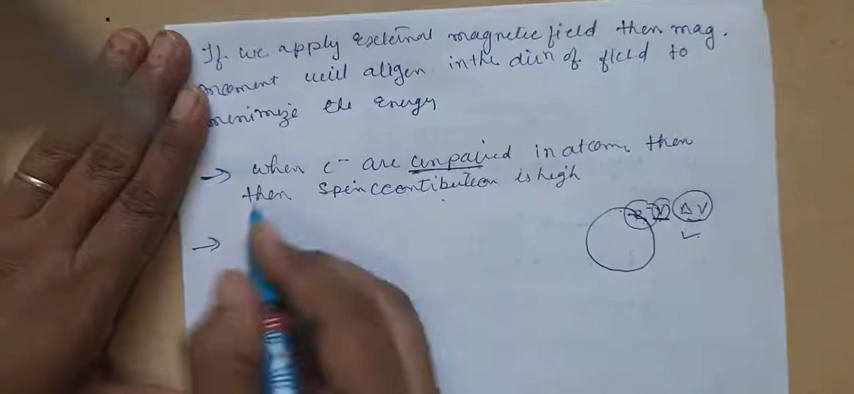 If we apply external magnetic field then mag.
moment will aligen in the dirn of field to
minimize the energy
→ when e⁻ are unpaired in atom, then
then spin contibution is high
→